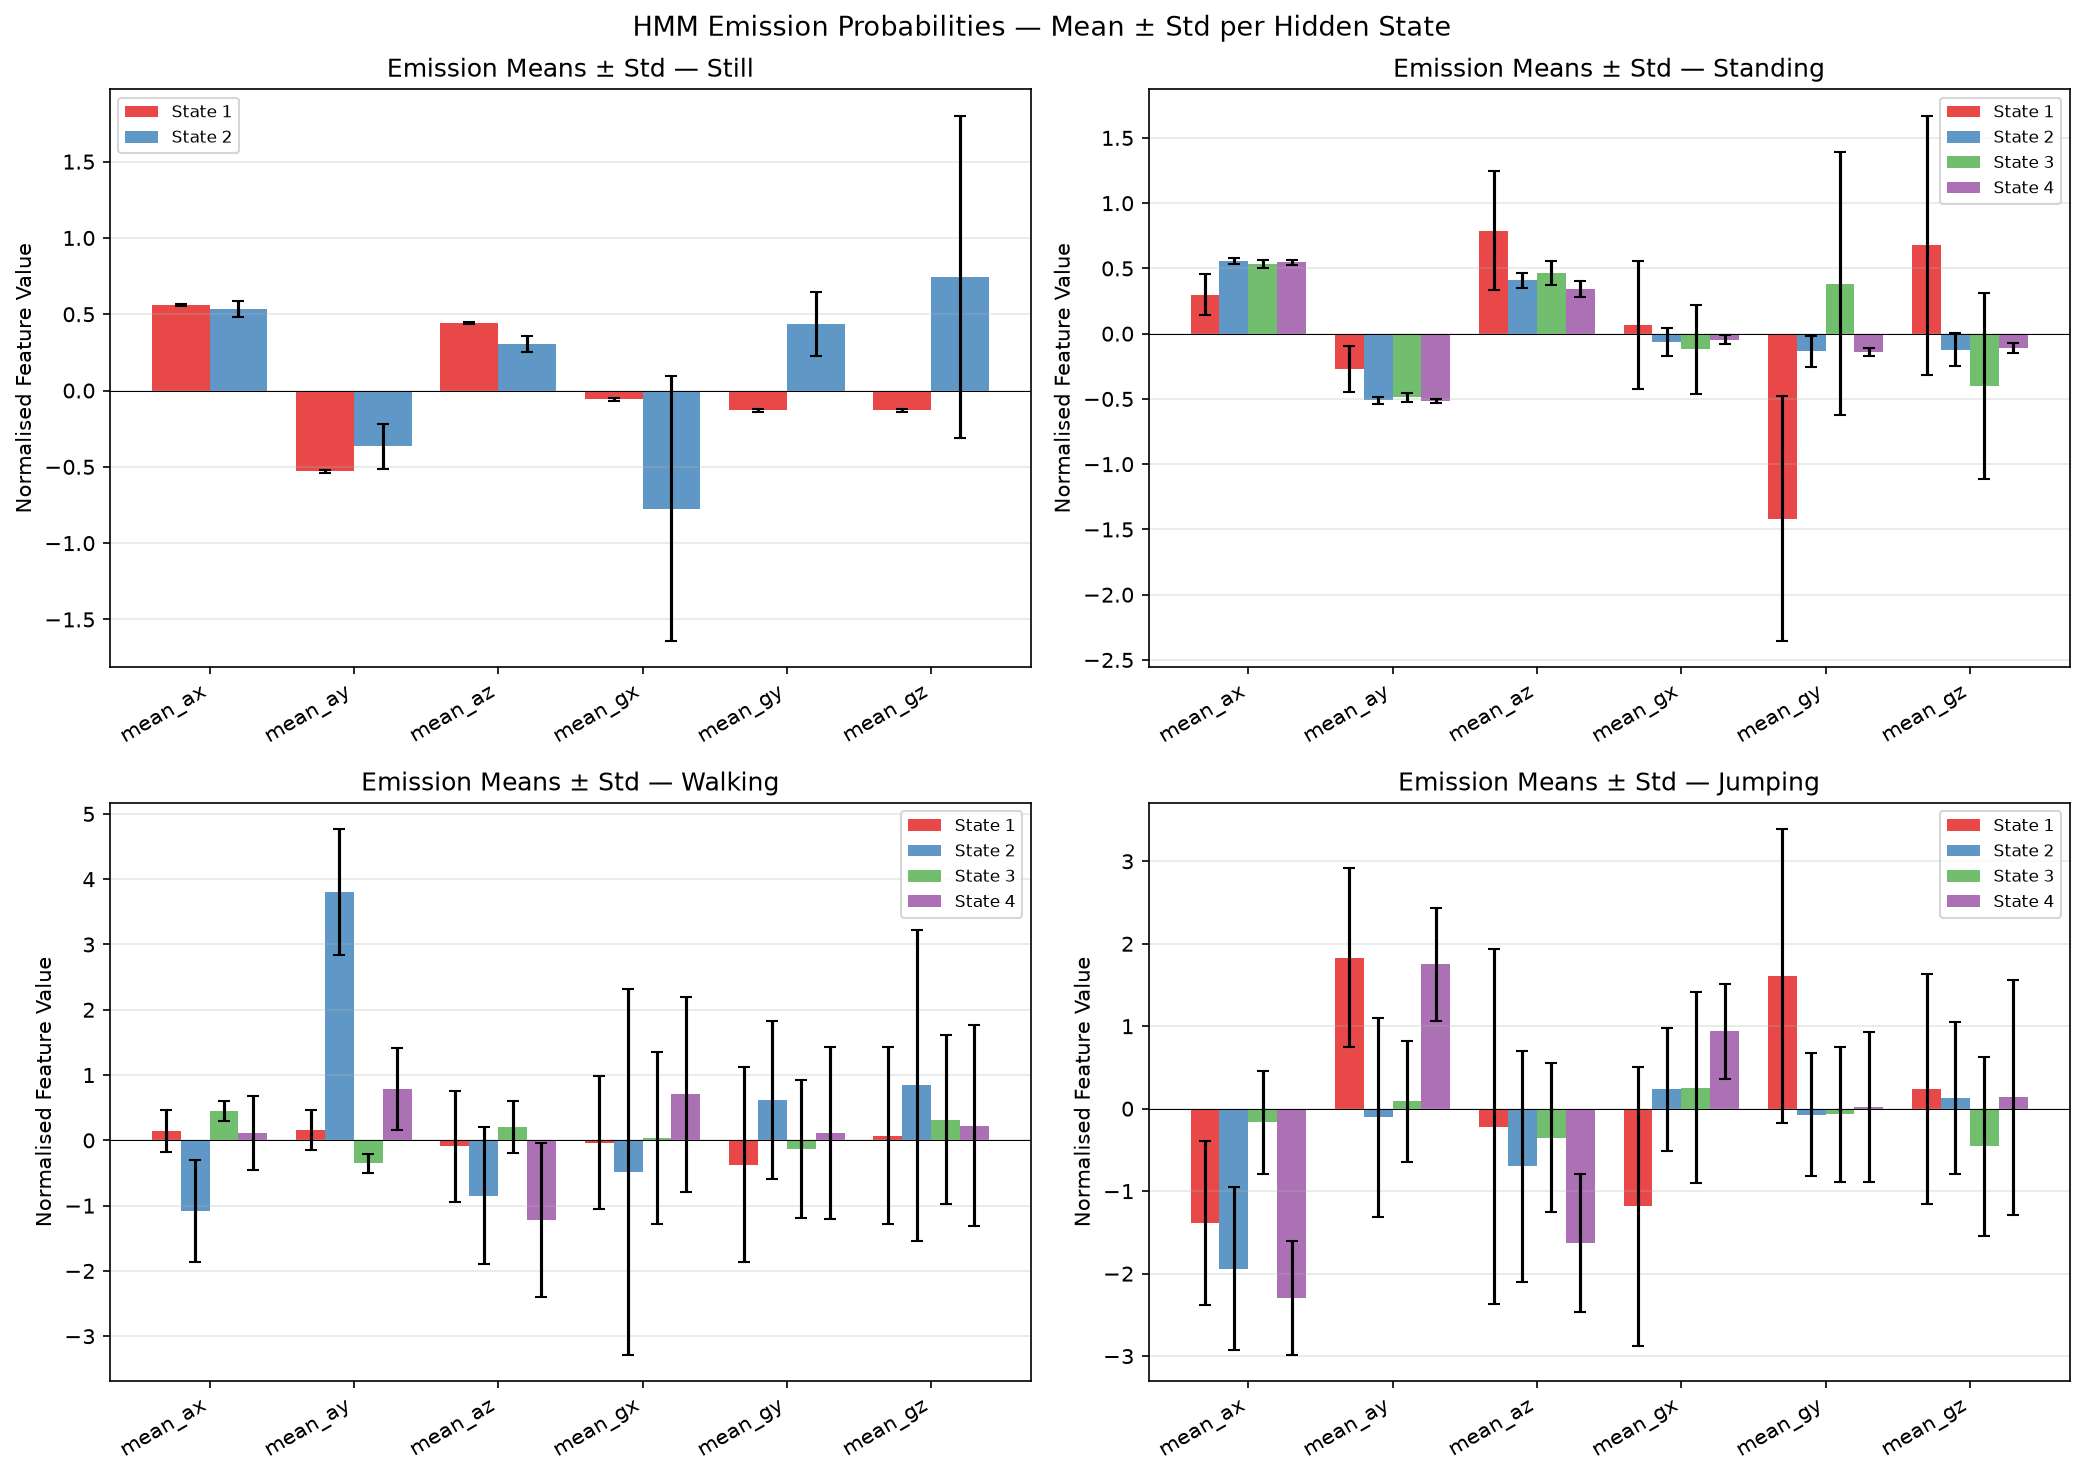 HMM Emission Probabilities — Mean ± Std per Hidden State
Emission Means ± Std — Still
State 1
State 2
Normalised Feature Value
1.5
1.0
0.5
0.0
−0.5
−1.0
−1.5
mean_ax
mean_ay
mean_az
mean_gx
mean_gy
mean_gz
Emission Means ± Std — Standing
State 1
State 2
State 3
State 4
Normalised Feature Value
1.5
1.0
0.5
0.0
−0.5
−1.0
−1.5
−2.0
−2.5
mean_ax
mean_ay
mean_az
mean_gx
mean_gy
mean_gz
Emission Means ± Std — Walking
State 1
State 2
State 3
State 4
Normalised Feature Value
5
4
3
2
1
0
−1
−2
−3
mean_ax
mean_ay
mean_az
mean_gx
mean_gy
mean_gz
Emission Means ± Std — Jumping
State 1
State 2
State 3
State 4
Normalised Feature Value
3
2
1
0
−1
−2
−3
mean_ax
mean_ay
mean_az
mean_gx
mean_gy
mean_gz